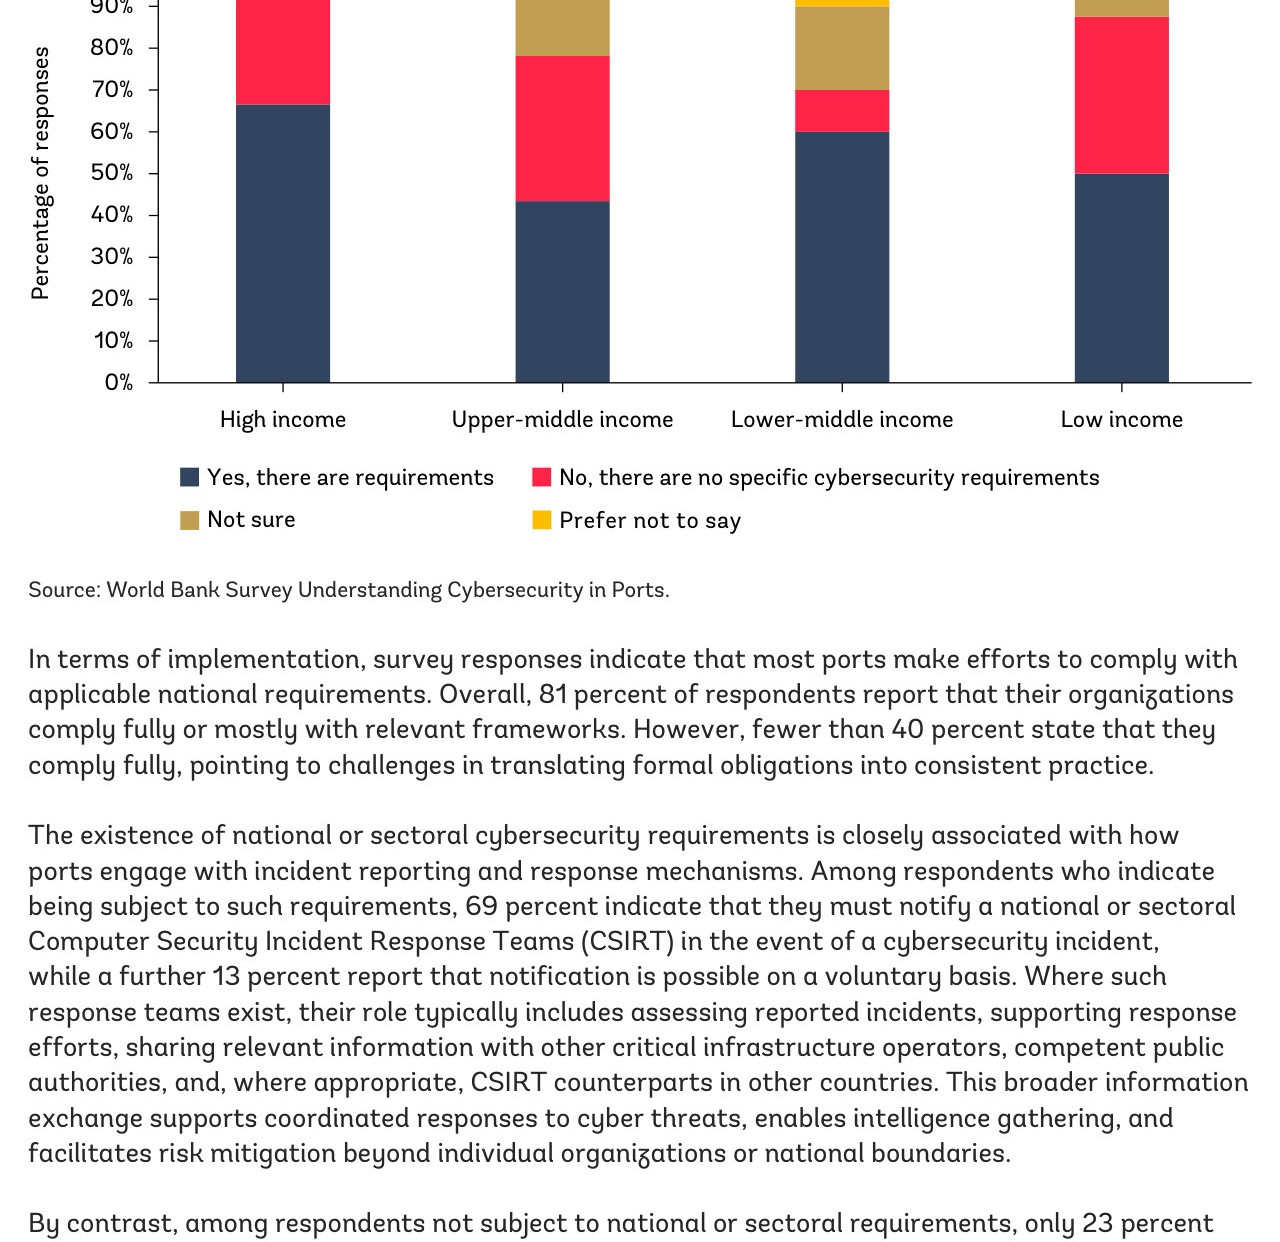 90%
80%
70%
60%
50%
40%
30%
20%
10%
0%
Percentage of responses
High income
Upper-middle income
Lower-middle income
Low income
Yes, there are requirements
No, there are no specific cybersecurity requirements
Not sure
Prefer not to say
Source: World Bank Survey Understanding Cybersecurity in Ports.
In terms of implementation, survey responses indicate that most ports make efforts to comply with
applicable national requirements. Overall, 81 percent of respondents report that their organizations
comply fully or mostly with relevant frameworks. However, fewer than 40 percent state that they
comply fully, pointing to challenges in translating formal obligations into consistent practice.
The existence of national or sectoral cybersecurity requirements is closely associated with how
ports engage with incident reporting and response mechanisms. Among respondents who indicate
being subject to such requirements, 69 percent indicate that they must notify a national or sectoral
Computer Security Incident Response Teams (CSIRT) in the event of a cybersecurity incident,
while a further 13 percent report that notification is possible on a voluntary basis. Where such
response teams exist, their role typically includes assessing reported incidents, supporting response
efforts, sharing relevant information with other critical infrastructure operators, competent public
authorities, and, where appropriate, CSIRT counterparts in other countries. This broader information
exchange supports coordinated responses to cyber threats, enables intelligence gathering, and
facilitates risk mitigation beyond individual organizations or national boundaries.
By contrast, among respondents not subject to national or sectoral requirements, only 23 percent